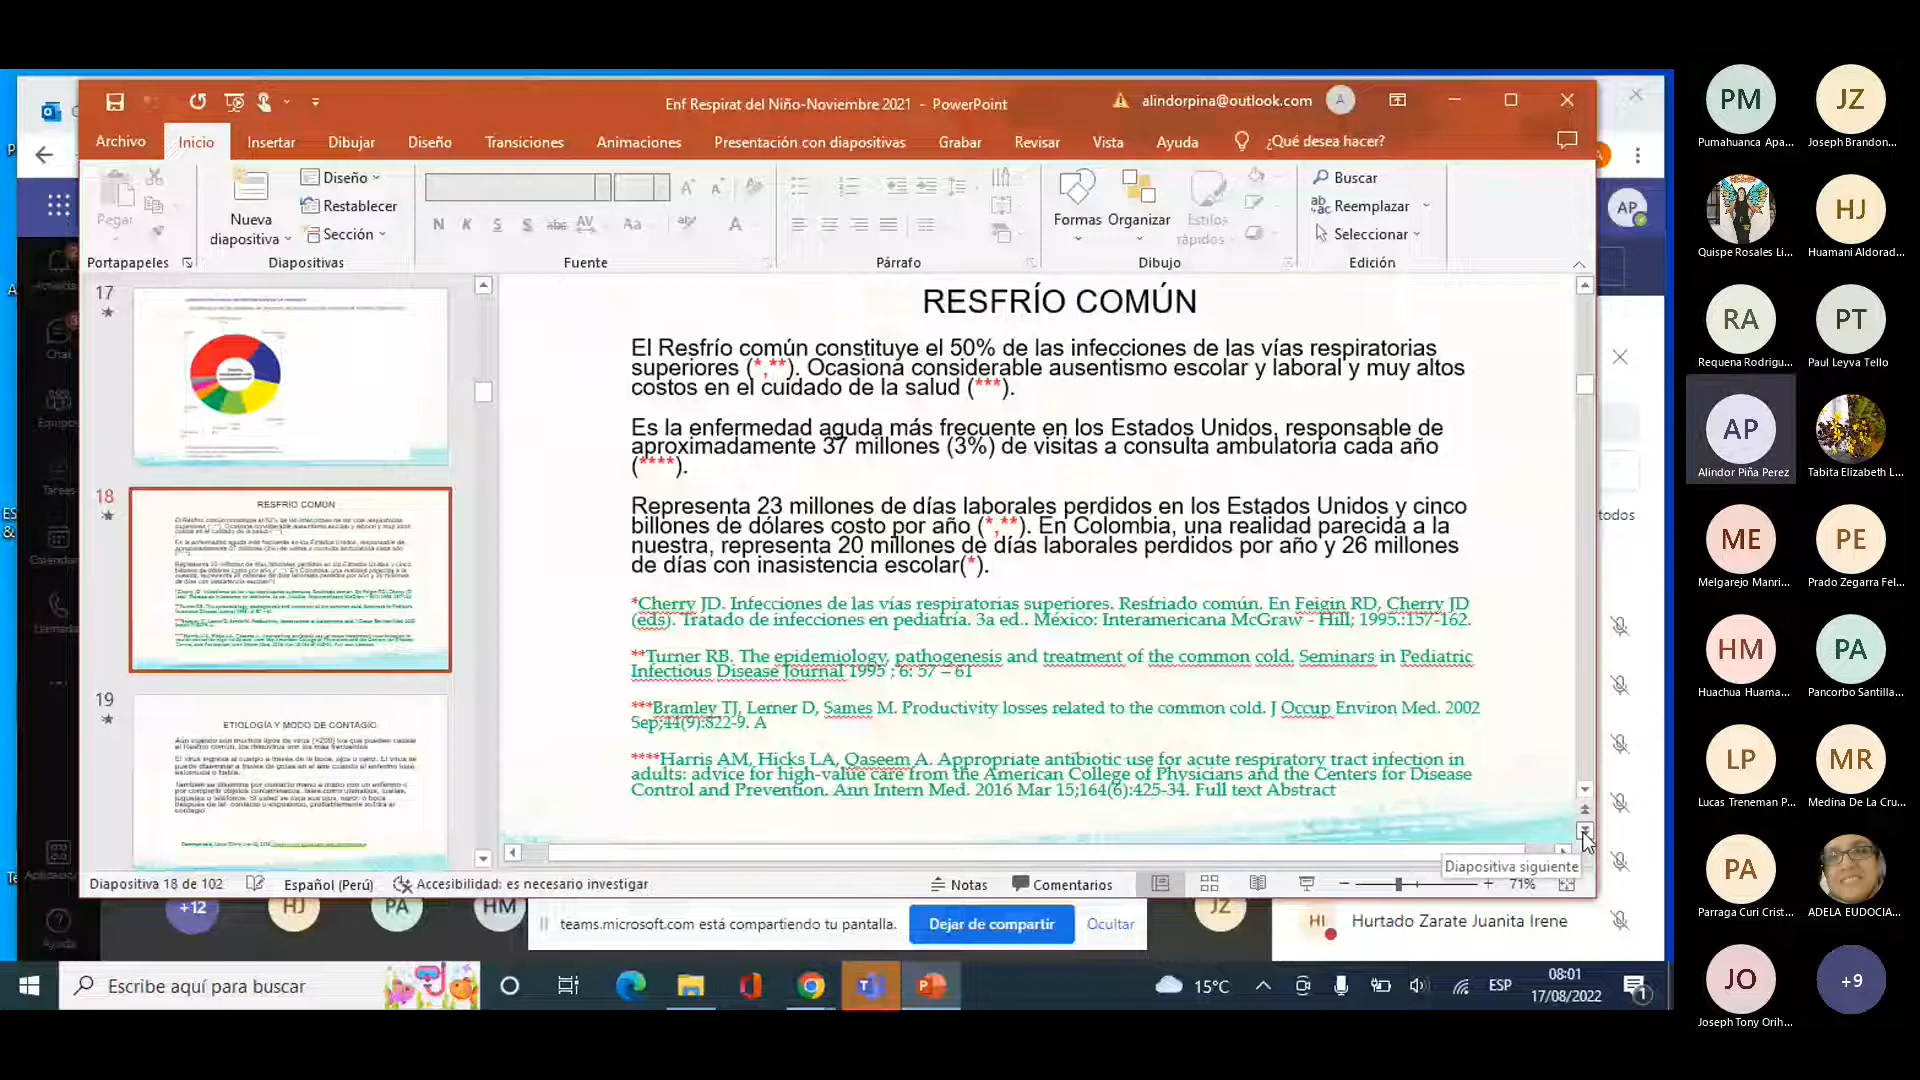 Enf Respirat del Niño-Noviembre 2021 - PowerPoint
alindorpina@outlook.com
A
Archivo
Inicio
Insertar
Dibujar
Diseño
Transiciones
Animaciones
Presentación con diapositivas
Grabar
Revisar
Vista
Ayuda
¿Qué desea hacer?
Pegar
Nueva
diapositiva
Diseño
Restablecer
Sección
Formas
Organizar
Estilos
rápidos
Buscar
Reemplazar
Seleccionar
Portapapeles
Diapositivas
Fuente
Párrafo
Dibujo
Edición
17
18
19
RESFRÍO COMÚN
ETIOLOGÍA Y MODO DE CONTAGIO
RESFRÍO COMÚN
El Resfrío común constituye el 50% de las infecciones de las vías respiratorias
superiores (*,**). Ocasiona considerable ausentismo escolar y laboral y muy altos
costos en el cuidado de la salud (***).
Es la enfermedad aguda más frecuente en los Estados Unidos, responsable de
aproximadamente 37 millones (3%) de visitas a consulta ambulatoria cada año
(****).
Representa 23 millones de días laborales perdidos en los Estados Unidos y cinco
billones de dólares costo por año (*,**). En Colombia, una realidad parecida a la
nuestra, representa 20 millones de días laborales perdidos por año y 26 millones
de días con inasistencia escolar(*).
*Cherry JD. Infecciones de las vías respiratorias superiores. Resfriado común. En Feigin RD, Cherry JD
(eds). Tratado de infecciones en pediatría. 3a ed.. México: Interamericana McGraw - Hill; 1995.:157-162.
**Turner RB. The epidemiology, pathogenesis and treatment of the common cold. Seminars in Pediatric
Infectious Disease Journal 1995 ; 6: 57 – 61
***Bramley TJ, Lerner D, Sames M. Productivity losses related to the common cold. J Occup Environ Med. 2002
Sep;44(9):822-9. A
****Harris AM, Hicks LA, Qaseem A. Appropriate antibiotic use for acute respiratory tract infection in
adults: advice for high-value care from the American College of Physicians and the Centers for Disease
Control and Prevention. Ann Intern Med. 2016 Mar 15;164(6):425-34. Full text Abstract
Diapositiva siguiente
Diapositiva 18 de 102
Español (Perú)
Accesibilidad: es necesario investigar
Notas
Comentarios
71%
+12
HJ
PA
HM
teams.microsoft.com está compartiendo tu pantalla.
Dejar de compartir
Ocultar
JZ
HI
Hurtado Zarate Juanita Irene
todos
AP
Escribe aquí para buscar
15°C
ESP
08:01
17/08/2022
1
PM
Pumahuanca Apa...
JZ
Joseph Brandon...
Quispe Rosales Li...
HJ
Huamani Aldorad...
RA
Requena Rodrigu...
PT
Paul Leyva Tello
AP
Alindor Piña Perez
Tabita Elizabeth L...
ME
Melgarejo Manri...
PE
Prado Zegarra Fel...
HM
Huachua Huama...
PA
Pancorbo Santilla...
LP
Lucas Treneman P...
MR
Medina De La Cru...
PA
Parraga Curi Crist...
ADELA EUDOCIA...
JO
Joseph Tony Orih...
+9